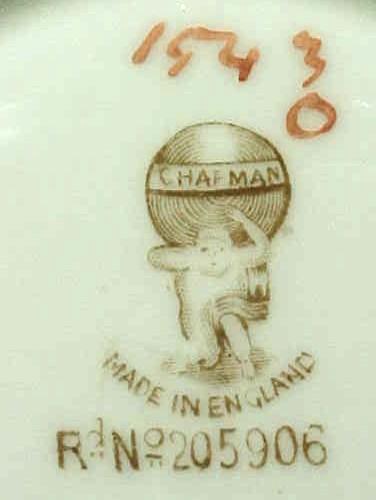 1543
0
CHAPMAN
MADE IN ENGLAND
Rd No 205906